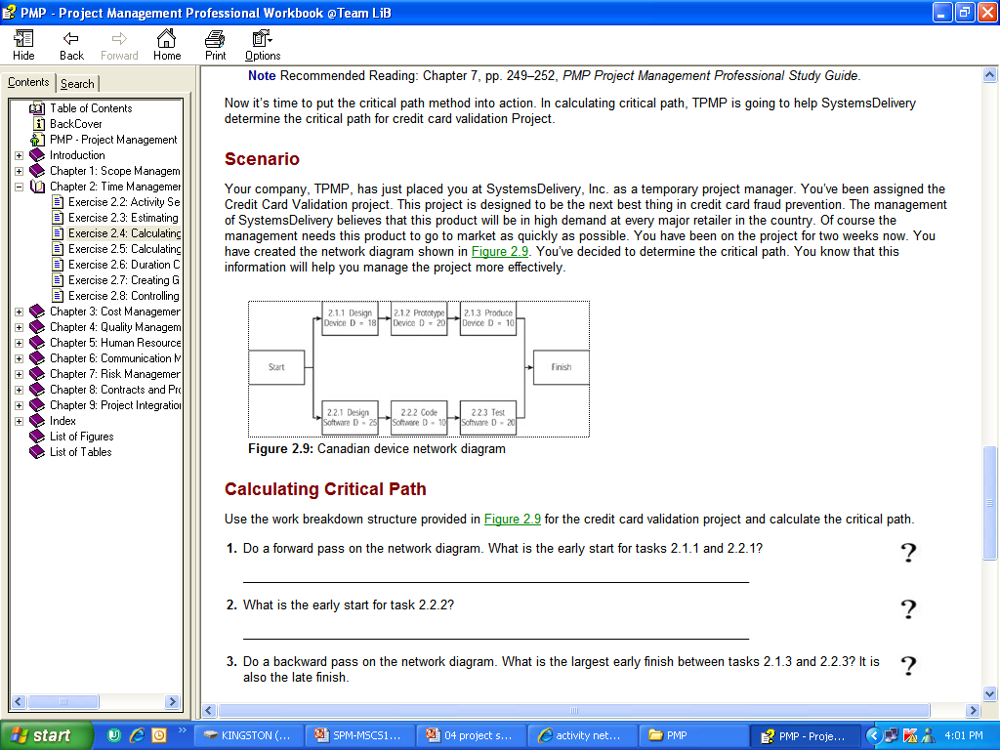 PMP - Project Management Professional Workbook @Team LiB
Hide Back Forward Home Print Options
Contents Search
Table of Contents
BackCover
PMP - Project Management
Introduction
Chapter 1: Scope Managem
Chapter 2: Time Managemer
Exercise 2.2: Activity Se
Exercise 2.3: Estimating
Exercise 2.4: Calculating
Exercise 2.5: Calculating
Exercise 2.6: Duration C
Exercise 2.7: Creating G
Exercise 2.8: Controlling
Chapter 3: Cost Managemer
Chapter 4: Quality Managem
Chapter 5: Human Resource
Chapter 6: Communication M
Chapter 7: Risk Managemer
Chapter 8: Contracts and Pro
Chapter 9: Project Integration
Index
List of Figures
List of Tables
Note Recommended Reading: Chapter 7, pp. 249–252, PMP Project Management Professional Study Guide.
Now it's time to put the critical path method into action. In calculating critical path, TPMP is going to help SystemsDelivery
determine the critical path for credit card validation Project.
Scenario
Your company, TPMP, has just placed you at SystemsDelivery, Inc. as a temporary project manager. You've been assigned the
Credit Card Validation project. This project is designed to be the next best thing in credit card fraud prevention. The management
of SystemsDelivery believes that this product will be in high demand at every major retailer in the country. Of course the
management needs this product to go to market as quickly as possible. You have been on the project for two weeks now. You
have created the network diagram shown in Figure 2.9. You've decided to determine the critical path. You know that this
information will help you manage the project more effectively.
2.1.1 Design
Device D = 18
2.1.2 Prototype
Device D = 20
2.1.3 Produce
Device D = 10
Start
Finish
2.2.1 Design
Software D = 25
2.2.2 Code
Software D = 10
2.2.3 Test
Software D = 20
Figure 2.9: Canadian device network diagram
Calculating Critical Path
Use the work breakdown structure provided in Figure 2.9 for the credit card validation project and calculate the critical path.
1. Do a forward pass on the network diagram. What is the early start for tasks 2.1.1 and 2.2.1? ?
2. What is the early start for task 2.2.2? ?
3. Do a backward pass on the network diagram. What is the largest early finish between tasks 2.1.3 and 2.2.3? It is ?
also the late finish.
start
KINGSTON (... SPM-MSCS1... 04 project s... activity net... PMP PMP - Proje... 4:01 PM